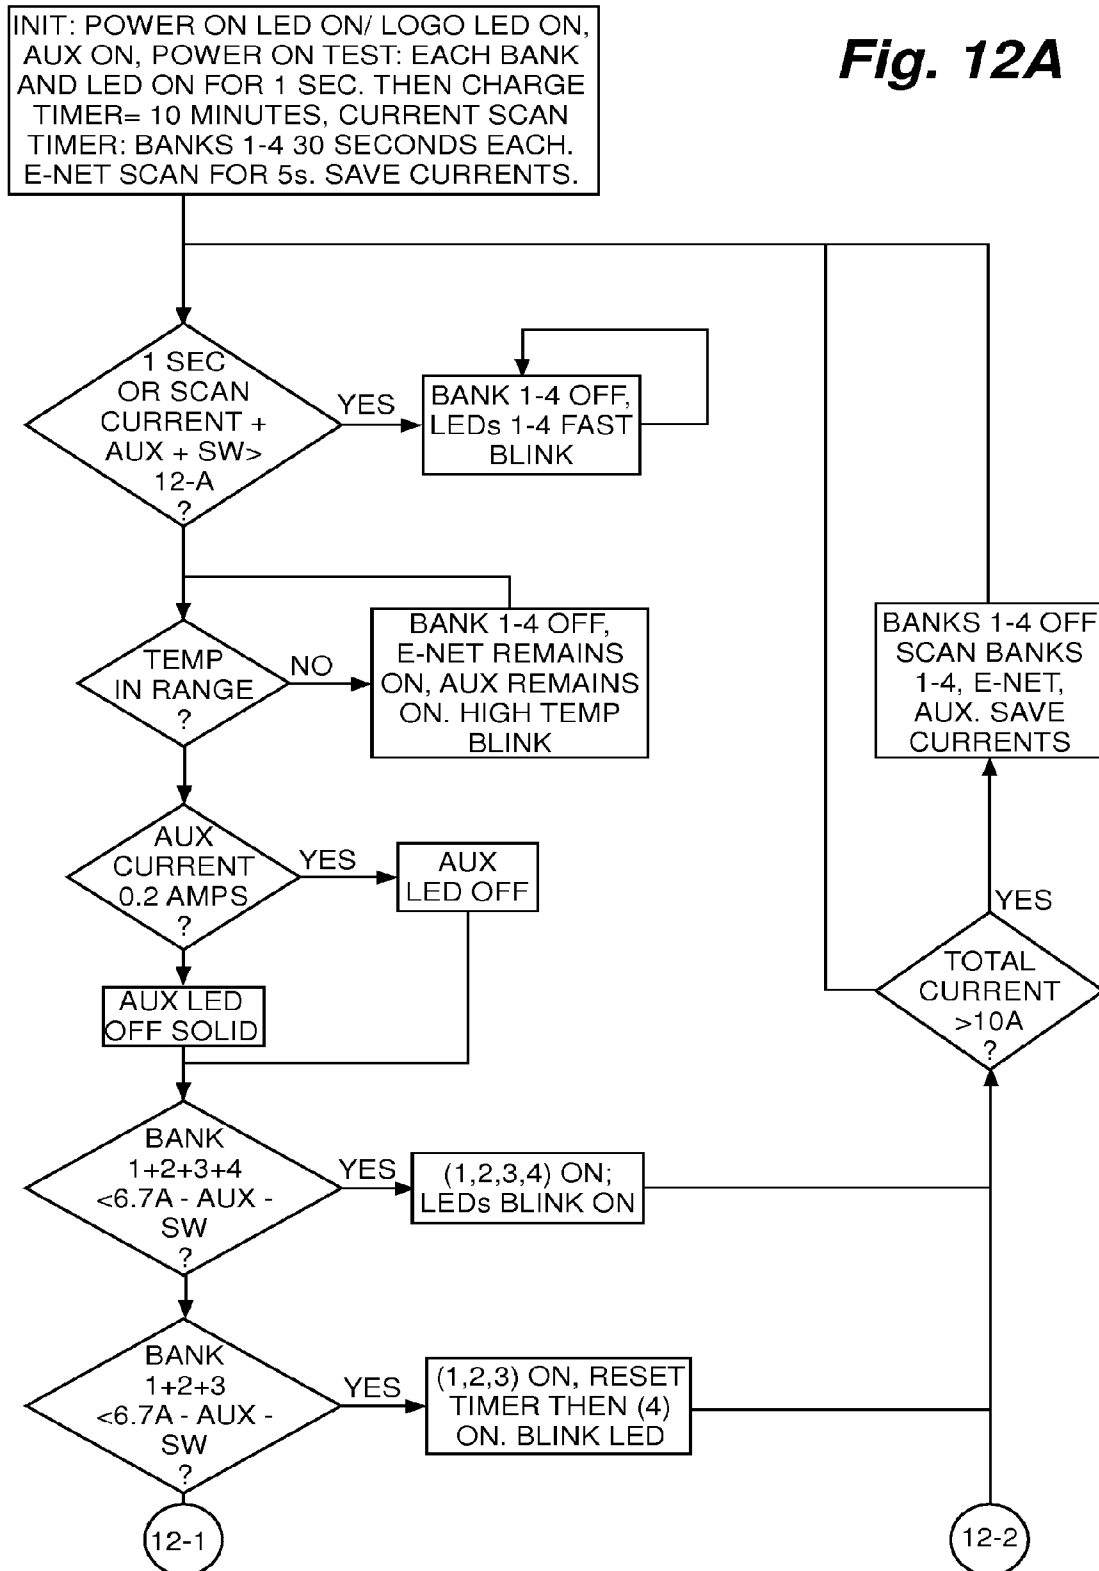 INIT: POWER ON LED ON/ LOGO LED ON,
AUX ON, POWER ON TEST: EACH BANK
AND LED ON FOR 1 SEC. THEN CHARGE
TIMER= 10 MINUTES, CURRENT SCAN
TIMER: BANKS 1-4 30 SECONDS EACH.
E-NET SCAN FOR 5s. SAVE CURRENTS.
Fig. 12A
1 SEC
OR SCAN
CURRENT +
AUX + SW>
12-A
?
YES
BANK 1-4 OFF,
LEDs 1-4 FAST
BLINK
TEMP
IN RANGE
?
NO
BANK 1-4 OFF,
E-NET REMAINS
ON, AUX REMAINS
ON. HIGH TEMP
BLINK
BANKS 1-4 OFF
SCAN BANKS
1-4, E-NET,
AUX. SAVE
CURRENTS
AUX
CURRENT
0.2 AMPS
?
YES
AUX
LED OFF
YES
TOTAL
CURRENT
>10A
?
AUX LED
OFF SOLID
BANK
1+2+3+4
<6.7A - AUX -
SW
?
YES
(1,2,3,4) ON;
LEDs BLINK ON
BANK
1+2+3
<6.7A - AUX -
SW
?
YES
(1,2,3) ON, RESET
TIMER THEN (4)
ON. BLINK LED
12-1
12-2